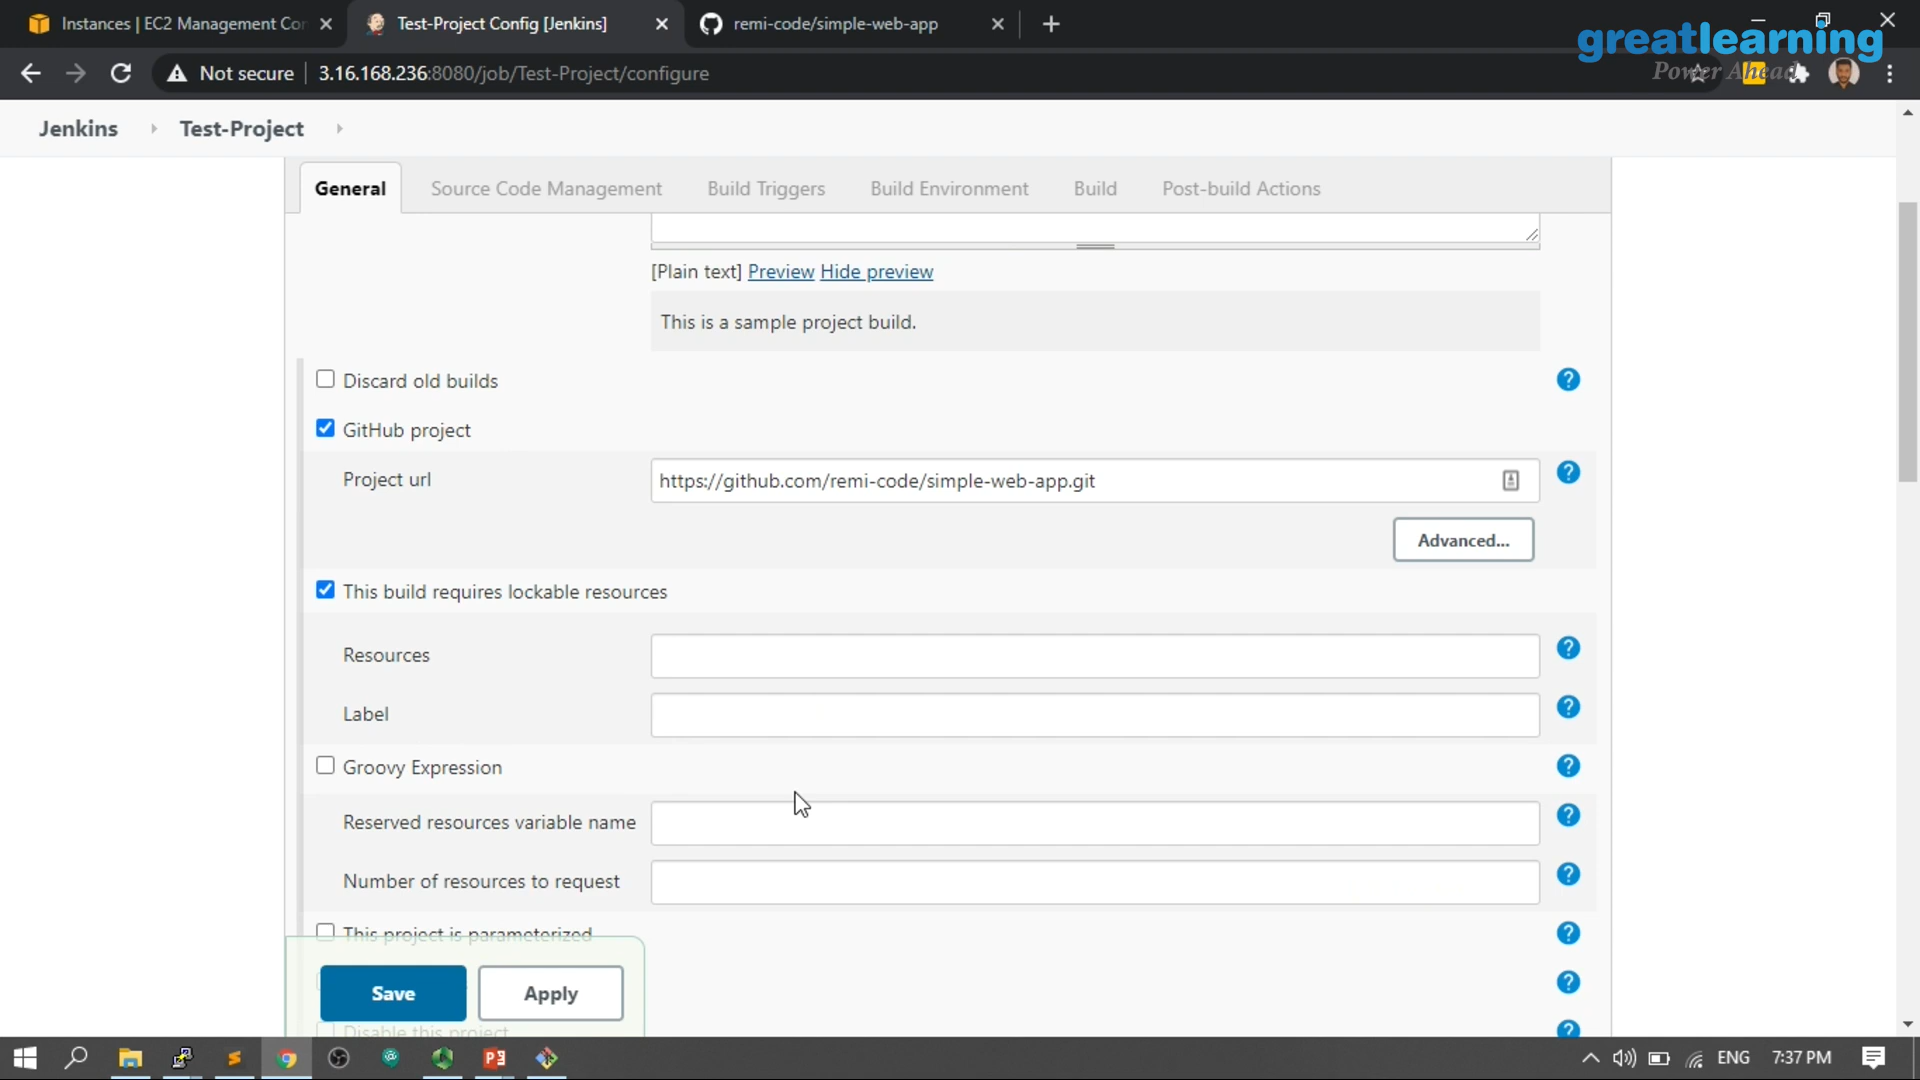 Instances | EC2 Management Cor
Test-Project Config [Jenkins]
remi-code/simple-web-app
greatlearning
Power Ahead
Not secure
3.16.168.236:8080/job/Test-Project/configure
Jenkins
Test-Project
General
Source Code Management
Build Triggers
Build Environment
Build
Post-build Actions
[Plain text] Preview Hide preview
This is a sample project build.
Discard old builds
GitHub project
Project url
https://github.com/remi-code/simple-web-app.git
Advanced...
This build requires lockable resources
Resources
Label
Groovy Expression
Reserved resources variable name
Number of resources to request
This project is parameterized
Save
Apply
Disable this project
ENG
7:37 PM